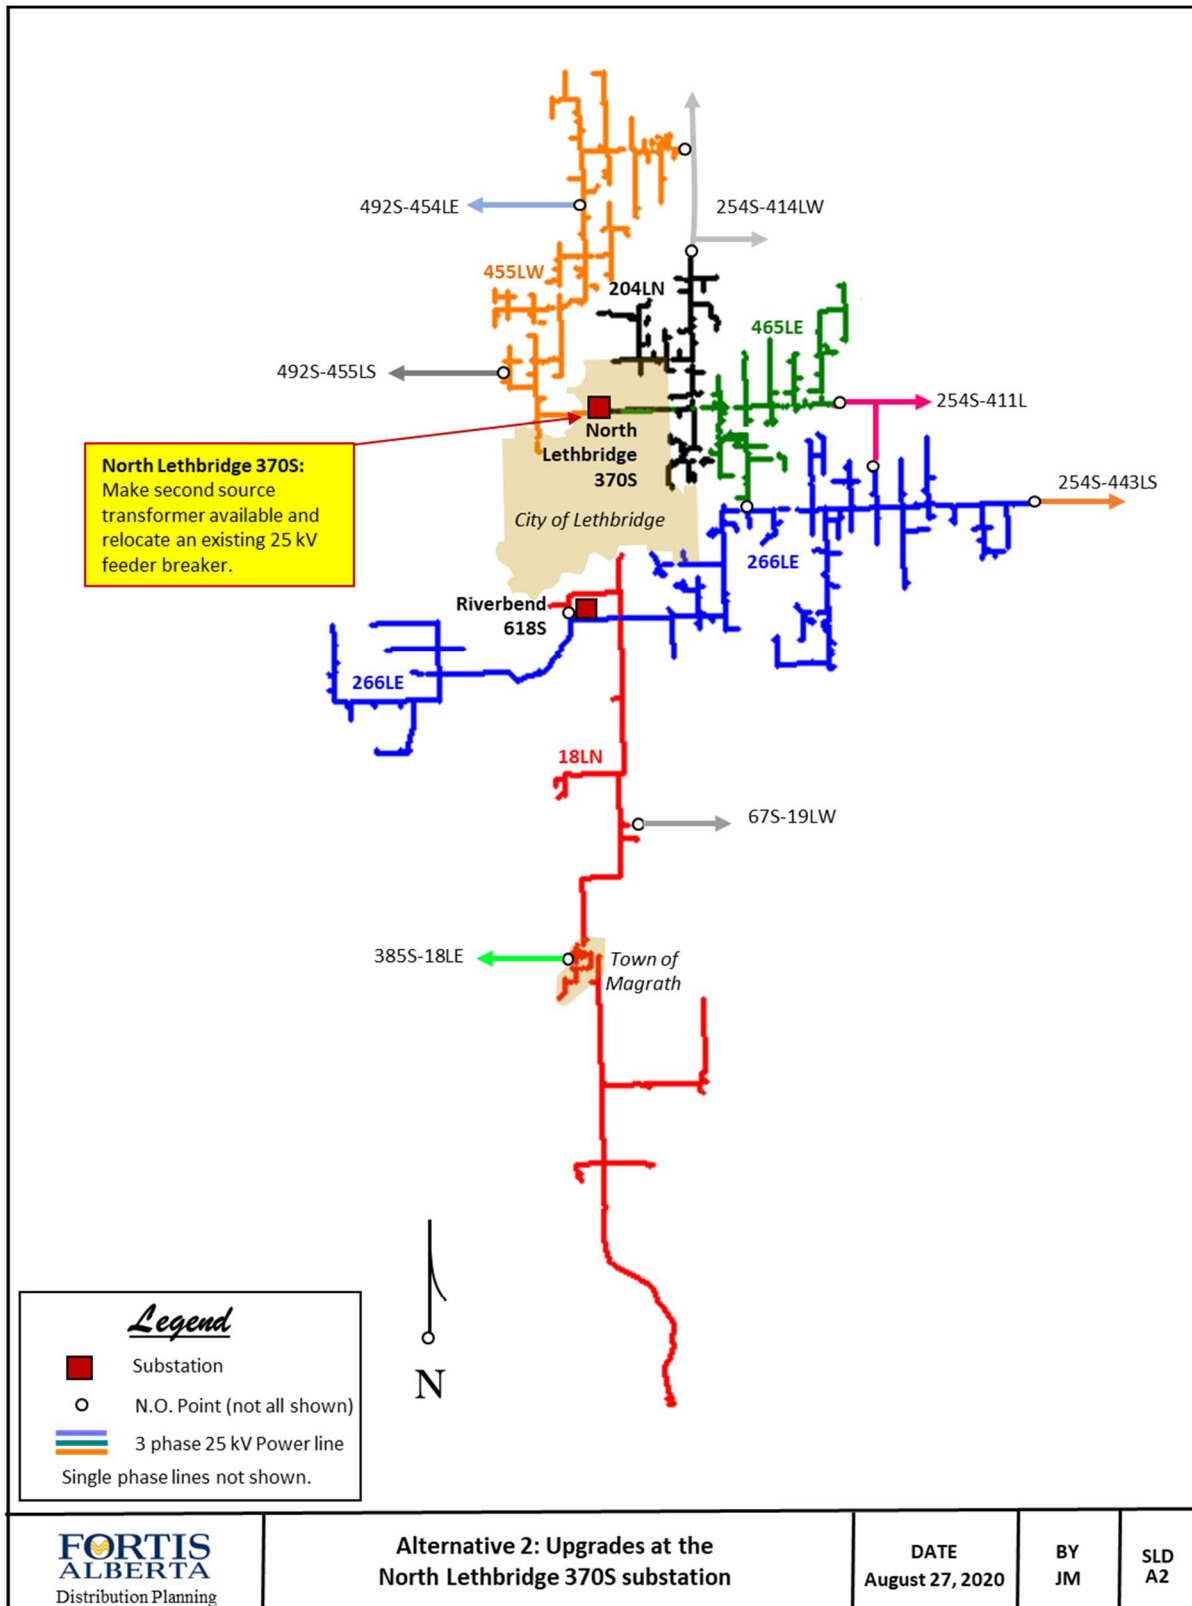 492S-454LE
254S-414LW
455LW
204LN
465LE
492S-455LS
254S-411L
North
Lethbridge
370S
North Lethbridge 370S:
Make second source
transformer available and
relocate an existing 25 kV
feeder breaker.
254S-443LS
City of Lethbridge
266LE
Riverbend
618S
266LE
18LN
67S-19LW
385S-18LE
Town of
Magrath
N
Legend
Substation
N.O. Point (not all shown)
3 phase 25 kV Power line
Single phase lines not shown.
FORTIS
ALBERTA
Distribution Planning
Alternative 2: Upgrades at the
North Lethbridge 370S substation
DATE
August 27, 2020
BY
JM
SLD
A2